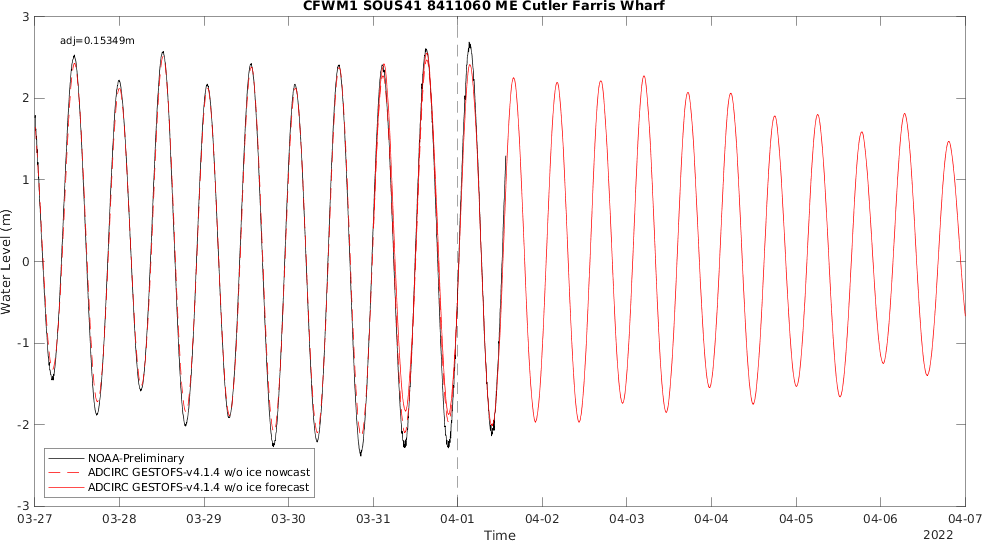 CFWM1 SOUS41 8411060 ME Cutler Farris Wharf
adj=0.15349m
3
2
1
0
-1
-2
-3
Water Level (m)
NOAA-Preliminary
ADCIRC GESTOFS-v4.1.4 w/o ice nowcast
ADCIRC GESTOFS-v4.1.4 w/o ice forecast
03-27 03-28 03-29 03-30 03-31 04-01 04-02 04-03 04-04 04-05 04-06 04-07
Time
2022